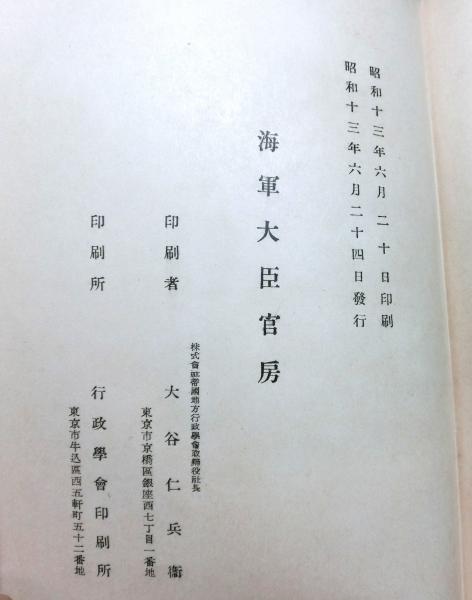 昭和十三年六月二十日印刷
昭和十三年六月二十四日發行
海軍大臣官房
株式會社帝國地方行政學會取締役社長
印刷者 大谷仁兵衞
東京市京橋區銀座西七丁目一番地
印刷所 行政學會印刷所
東京市牛込區西五軒町五十二番地